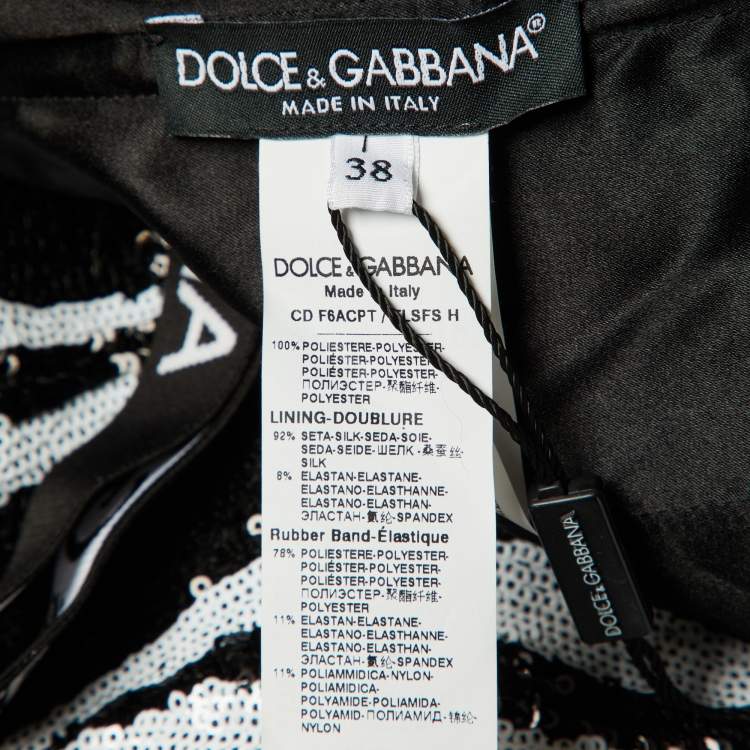 DOLCE & GABBANA®
MADE IN ITALY
38
DOLCE & GABBANA
Made Italy
CD F6ACPT / FLSFS H
100% POLIESTERE-POLYESTER-
POLIÉSTER-POLYESTER-
POLIÉSTER-POLYESTER-
ПОЛИЭСТЕР-聚酯纤维-
POLYESTER
LINING-DOUBLURE
92% SETA-SILK-SEDA-SOIE-
SEDA-SEIDE-ШЕЛК-桑蚕丝-
SILK
8% ELASTAN-ELASTANE-
ELASTANO-ELASTHANNE-
ELASTANO-ELASTHAN-
ЭЛАСТАН-氨纶-SPANDEX
Rubber Band-Élastique
78% POLIESTERE-POLYESTER-
POLIÉSTER-POLYESTER-
POLIÉSTER-POLYESTER-
ПОЛИЭСТЕР-聚酯纤维-
POLYESTER
11% ELASTAN-ELASTANE-
ELASTANO-ELASTHANNE-
ELASTANO-ELASTHAN-
ЭЛАСТАН-氨纶-SPANDEX
11% POLIAMMIDICA-NYLON-
POLIAMIDICA-
POLYAMIDE-POLIAMIDA-
POLYAMID-ПОЛИАМИД-锦纶-
NYLON
DOLCE & GABBANA
A